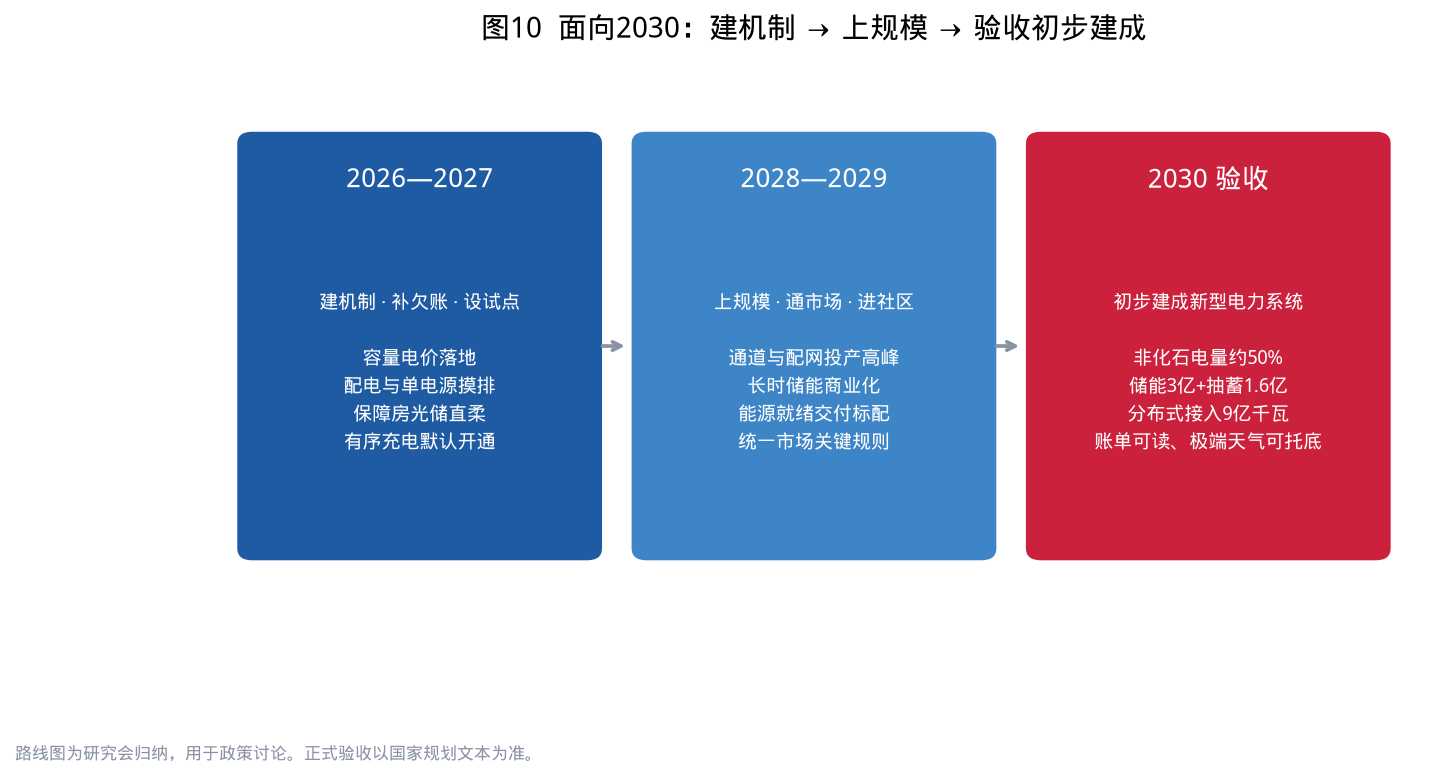 图10 面向2030：建机制 → 上规模 → 验收初步建成
2026—2027
建机制 · 补欠账 · 设试点
容量电价落地
配电与单电源摸排
保障房光储直柔
有序充电默认开通
2028—2029
上规模 · 通市场 · 进社区
通道与配网投产高峰
长时储能商业化
能源就绪交付标配
统一市场关键规则
2030 验收
初步建成新型电力系统
非化石电量约50%
储能3亿+抽蓄1.6亿
分布式接入9亿千瓦
账单可读、极端天气可托底
路线图为研究会归纳，用于政策讨论。正式验收以国家规划文本为准。